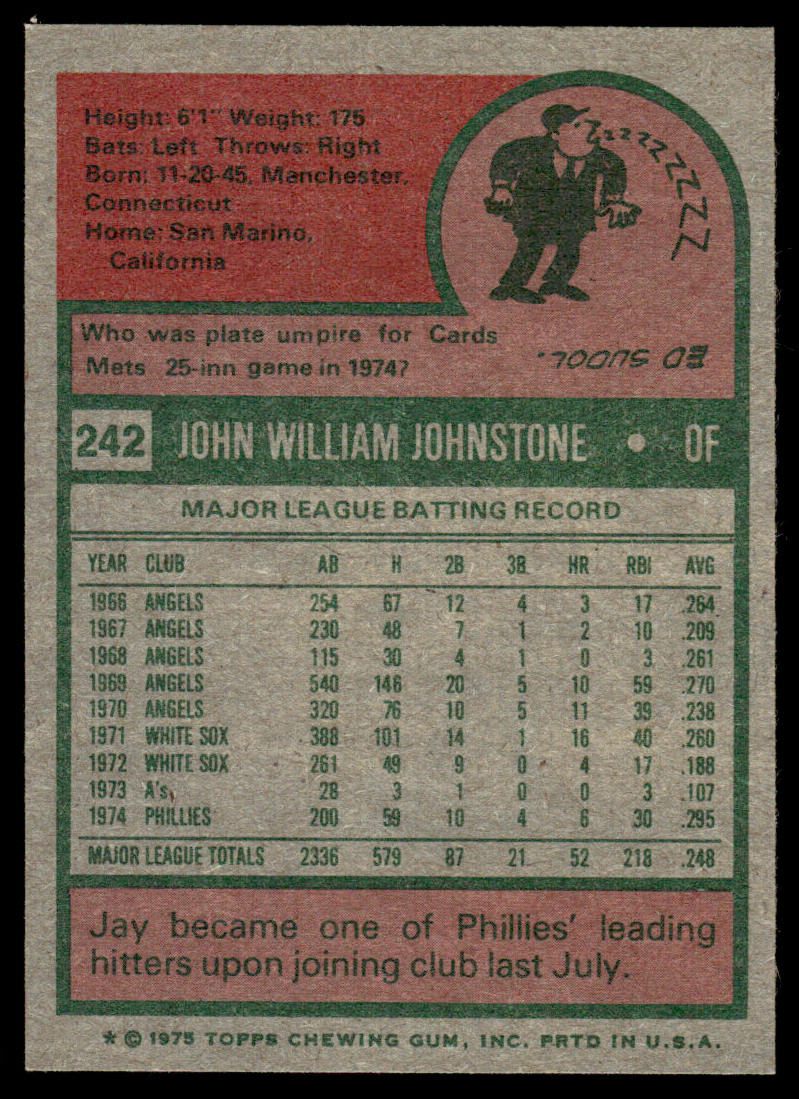 Height: 6'1" Weight: 175
Bats: Left Throws: Right
Born: 11-20-45, Manchester,
Connecticut
Home: San Marino,
California
ZZZZZZZZZZ
Who was plate umpire for Cards
Mets 25-inn game in 1974?
ED SUDOL.
242 JOHN WILLIAM JOHNSTONE • OF
MAJOR LEAGUE BATTING RECORD
YEAR CLUB AB H 2B 3B HR RBI AVG
1966 ANGELS 254 67 12 4 3 17 .264
1967 ANGELS 230 48 7 1 2 10 .209
1968 ANGELS 115 30 4 1 0 3 .261
1969 ANGELS 540 146 20 5 10 59 .270
1970 ANGELS 320 76 10 5 11 39 .238
1971 WHITE SOX 388 101 14 1 16 40 .260
1972 WHITE SOX 261 49 9 0 4 17 .188
1973 A's, 28 3 1 0 0 3 .107
1974 PHILLIES 200 59 10 4 6 30 .295
MAJOR LEAGUE TOTALS 2336 579 87 21 52 218 .248
Jay became one of Phillies' leading
hitters upon joining club last July.
* © 1975 TOPPS CHEWING GUM, INC. PRTD IN U.S.A.